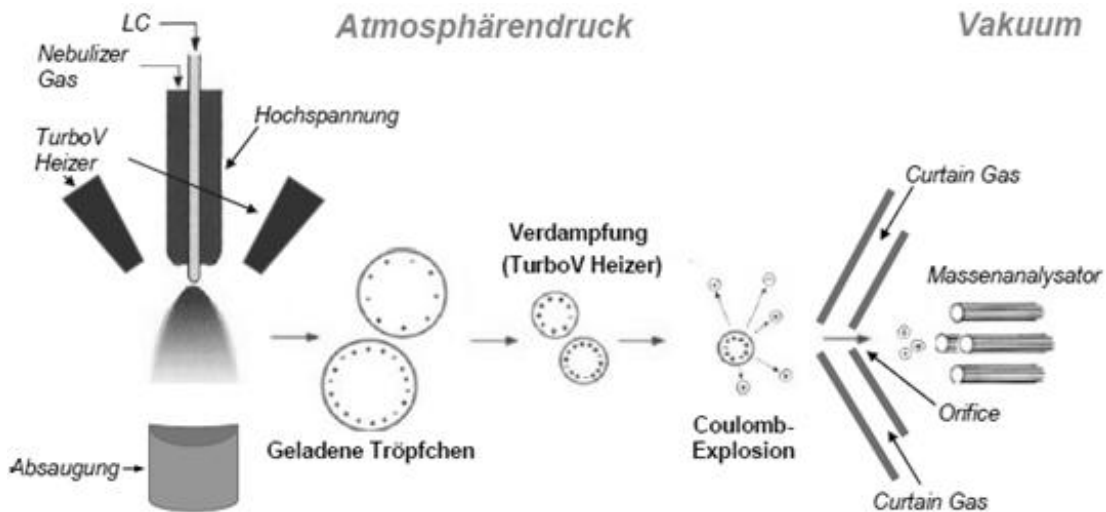 LC
Atmosphärendruck
Vakuum
Nebulizer
Gas
Hochspannung
TurboV
Heizer
Curtain Gas
Verdampfung
(TurboV Heizer)
Massenanalysator
Orifice
Coulomb-
Explosion
Geladene Tröpfchen
Absaugung
Curtain Gas